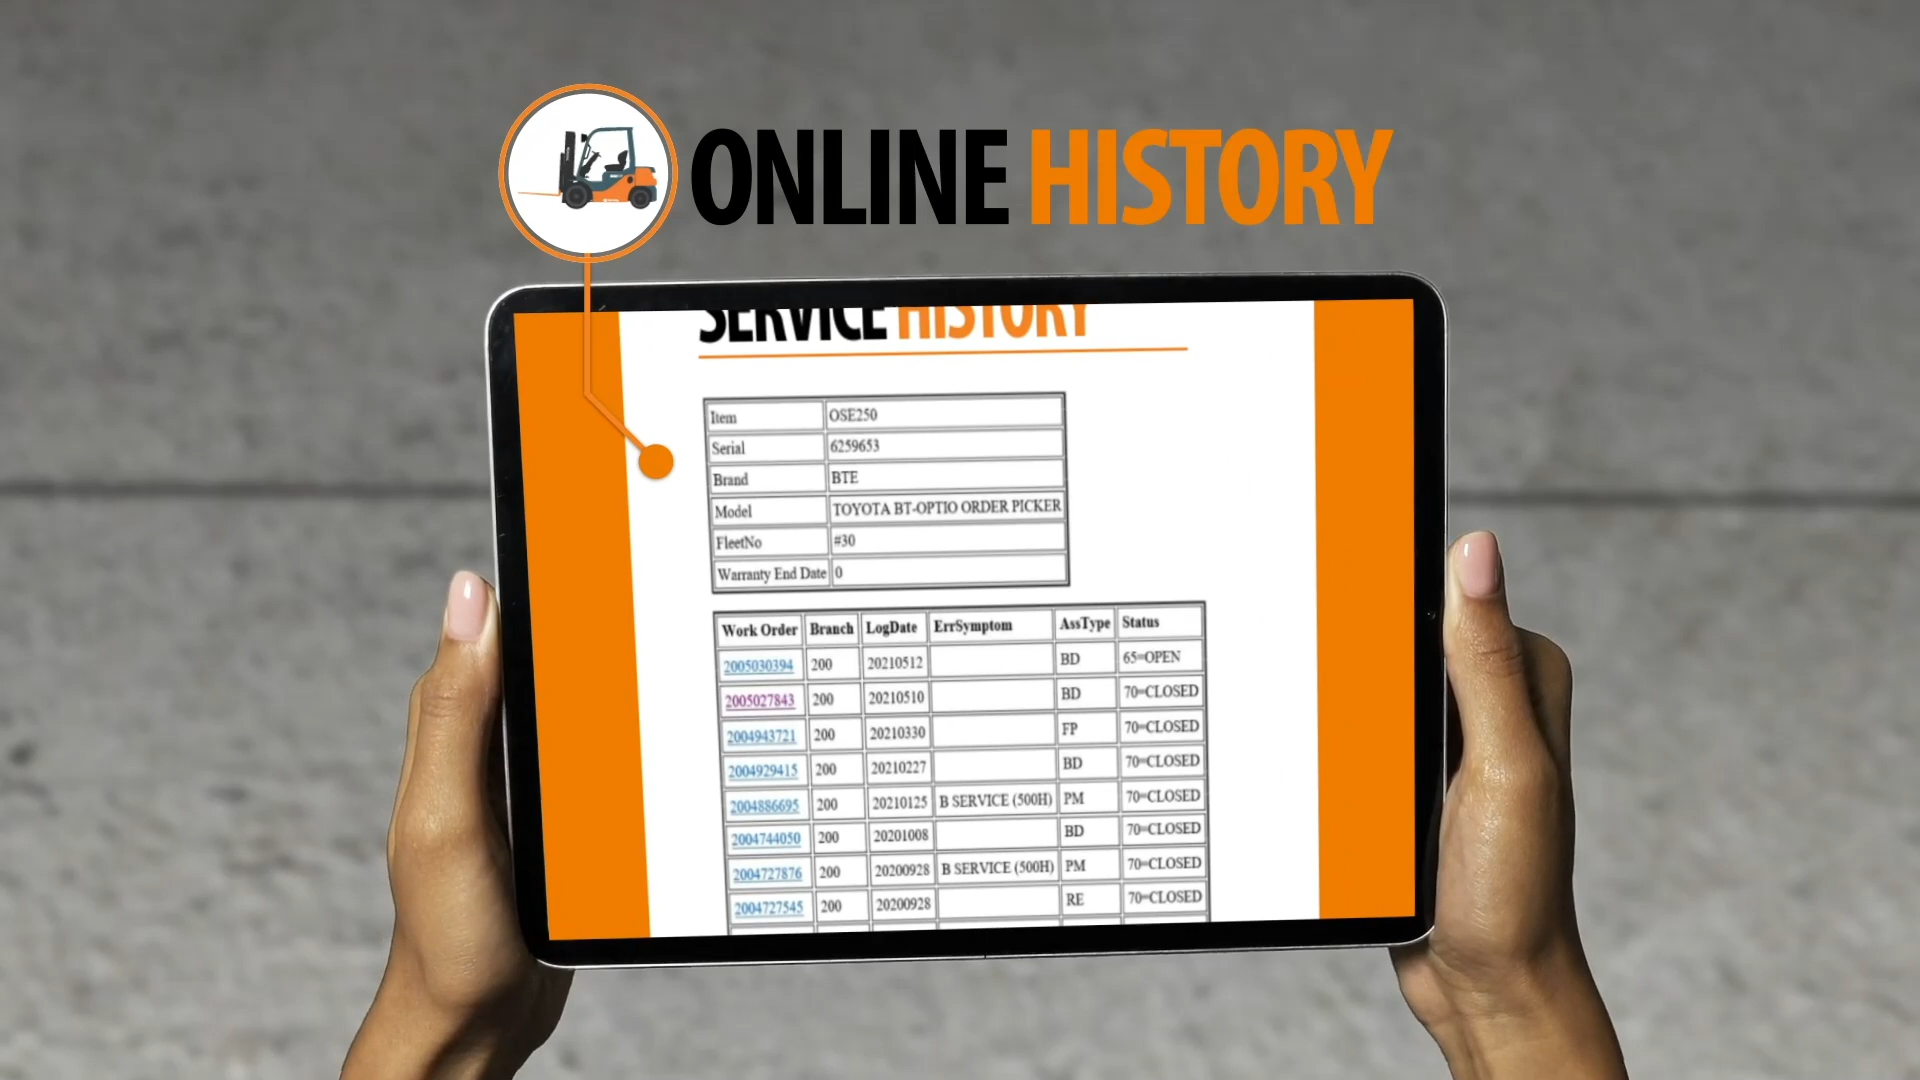 ONLINE HISTORY
SERVICE HISTORY
Item OSE250
Serial 6259653
Brand BTE
Model TOYOTA BT-OPTIO ORDER PICKER
FleetNo #30
Warranty End Date 0
Work Order Branch LogDate ErrSymptom AssType Status
2005030394 200 20210512 BD 65=OPEN
2005027843 200 20210510 BD 70=CLOSED
2004943721 200 20210330 FP 70=CLOSED
2004929415 200 20210227 BD 70=CLOSED
2004886695 200 20210125 B SERVICE (500H) PM 70=CLOSED
2004744050 200 20201008 BD 70=CLOSED
2004727876 200 20200928 B SERVICE (500H) PM 70=CLOSED
2004727545 200 20200928 RE 70=CLOSED